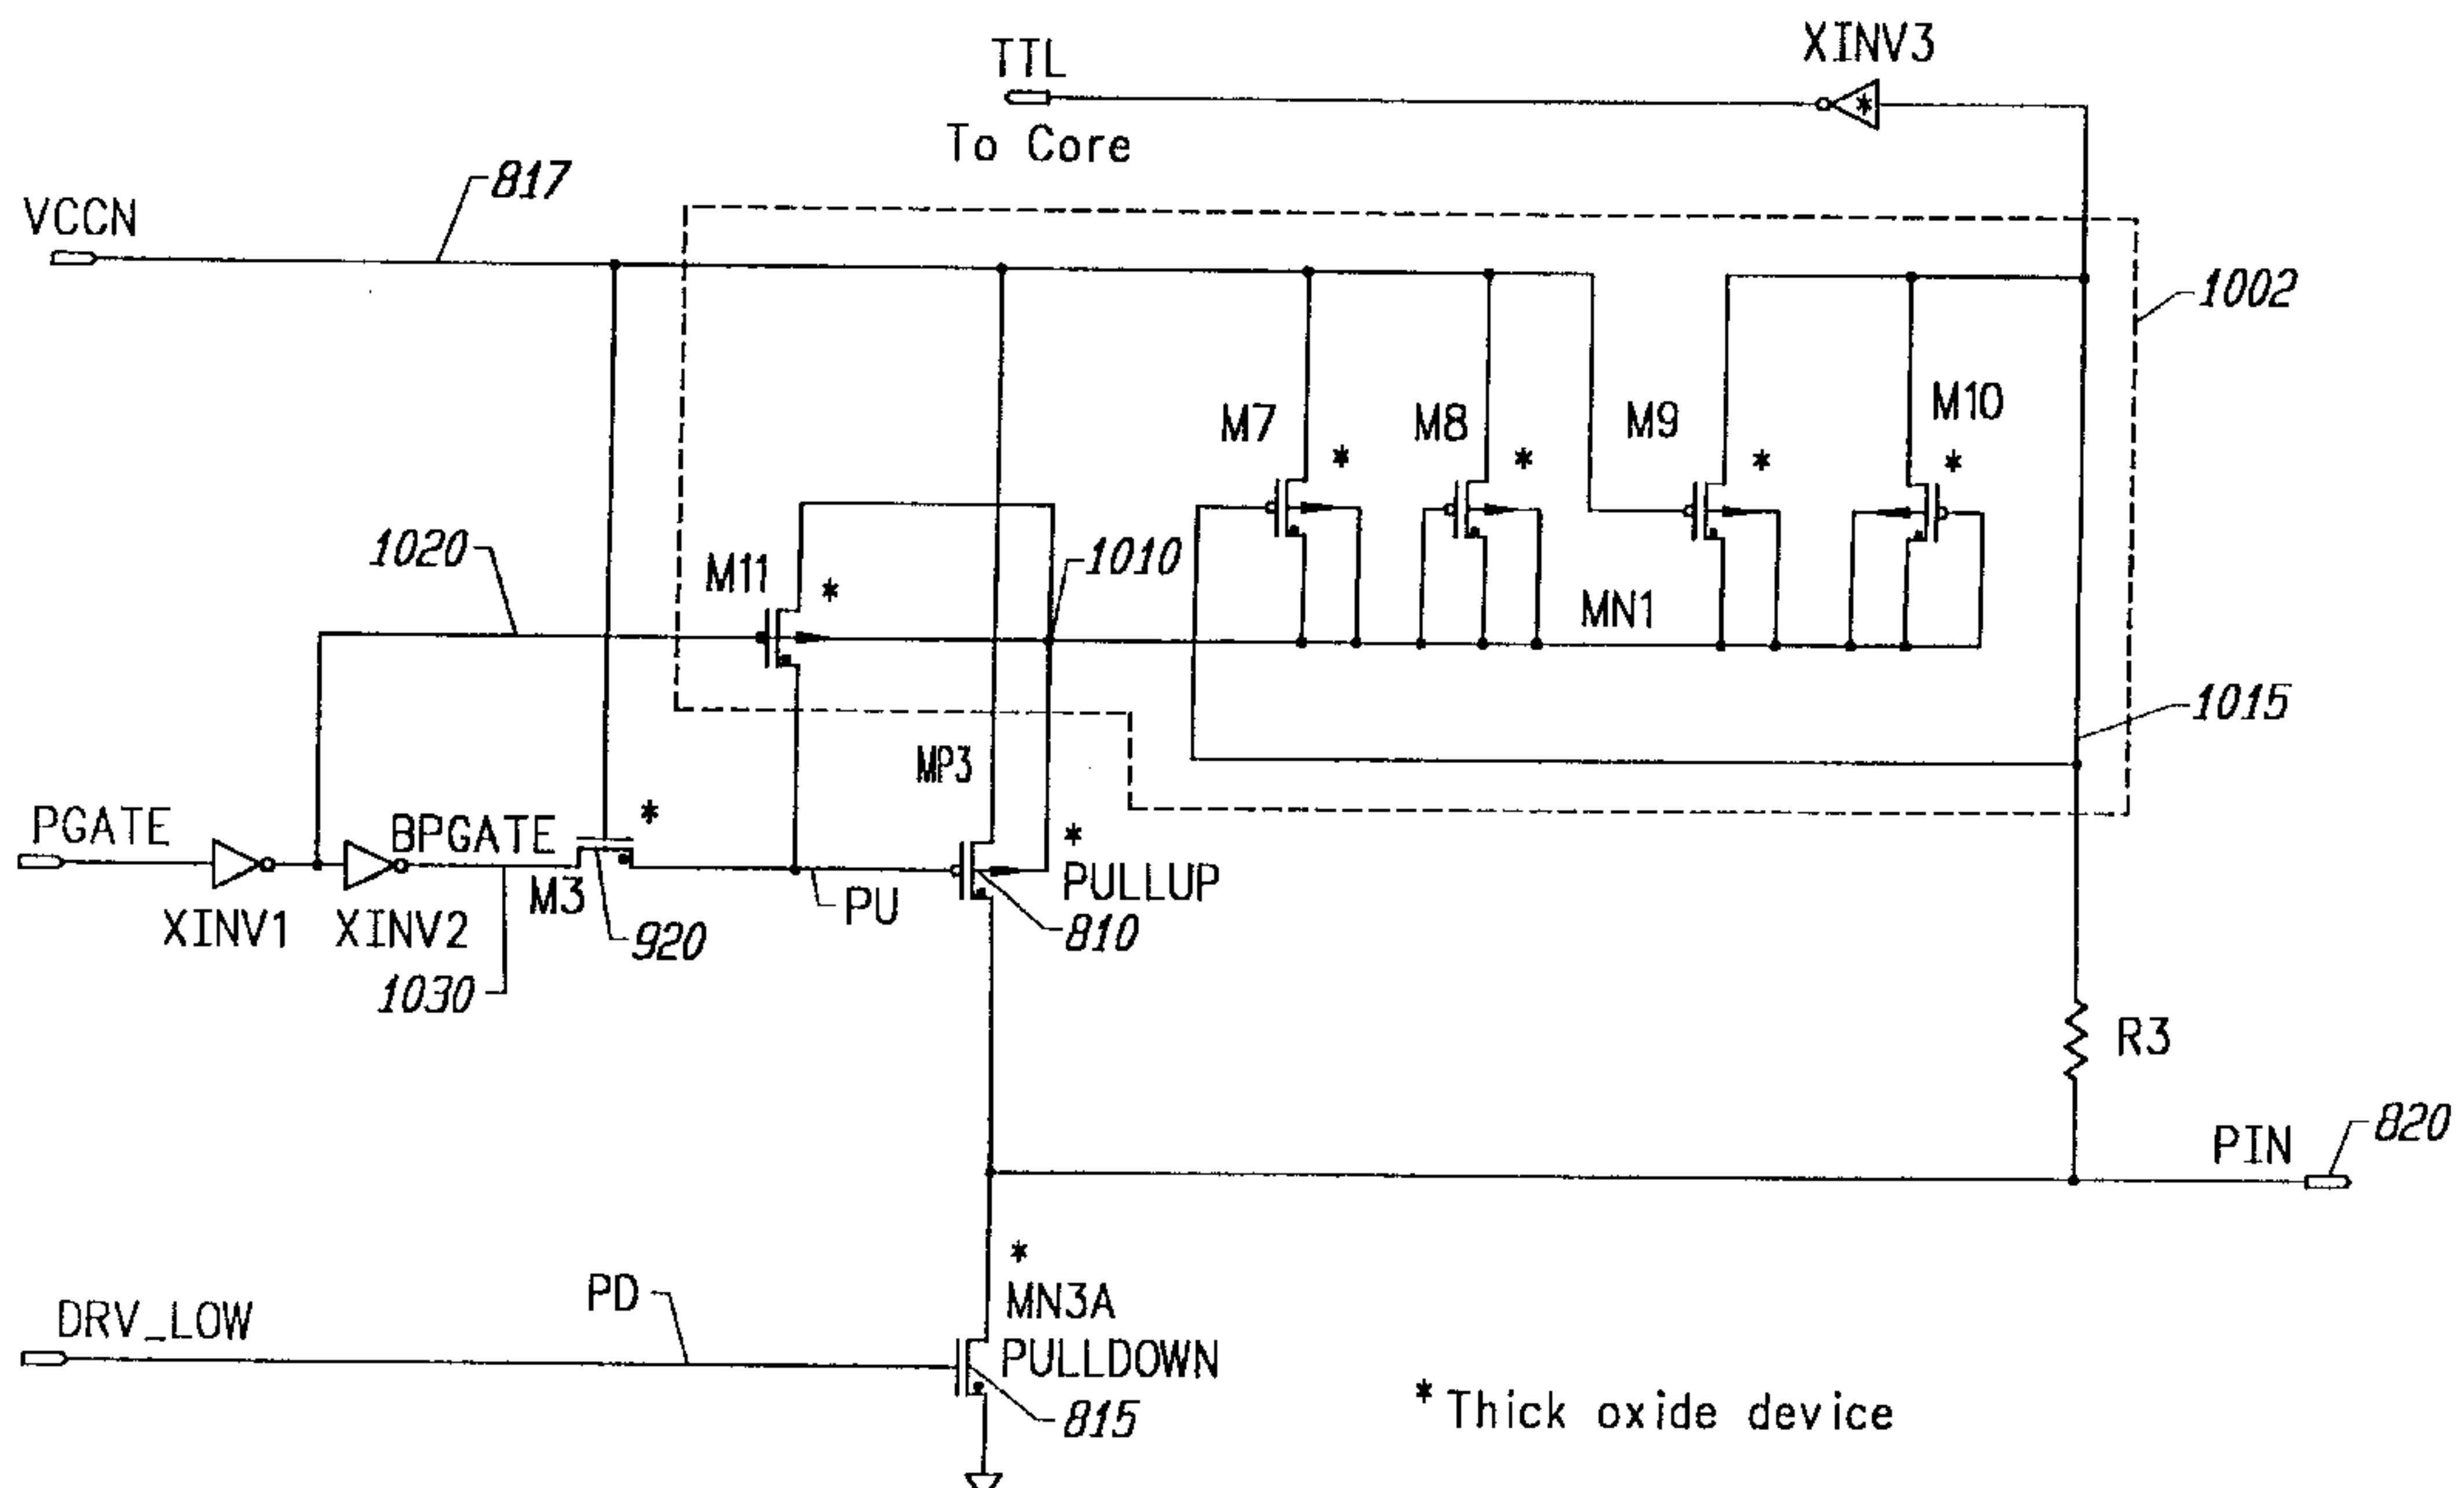 TTL
XINV3
To Core
VCCN
817
1002
M7
*
M8
*
M9
*
M10
*
1020
M11
*
1010
MN1
1015
MP3
PGATE
BPGATE
*
M3
XINV1
XINV2
920
1030
PU
*
PULLUP
810
R3
PIN
820
*
MN3A
PULLDOWN
815
PD
DRV_LOW
* Thick oxide device